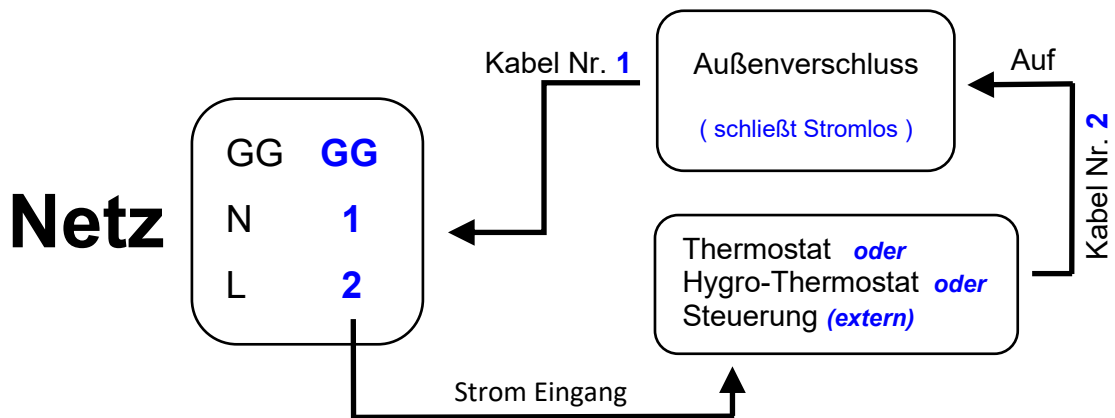 Netz
GG GG
N 1
L 2
Kabel Nr. 1
Außenverschluss
( schließt Stromlos )
Auf
Kabel Nr. 2
Thermostat oder
Hygro-Thermostat oder
Steuerung (extern)
Strom Eingang